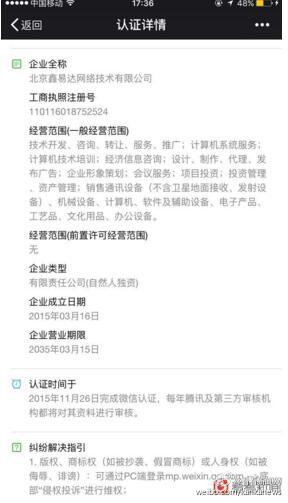 中国移动 17:36 48%
返回 认证详情
企业全称
北京鑫易达网络技术有限公司
工商执照注册号
110116018755524
经营范围(一般经营范围)
技术开发、咨询、转让、服务、推广；计算机系统服务；
计算机技术培训；经济信息咨询；设计、制作、代理、发
布广告；企业形象策划；会议服务；项目投资；投资管理
、资产管理；销售通讯设备（不含卫星地面接收、发射设
备）、机械设备、计算机、软件及辅助设备、电子产品、
工艺品、文化用品、办公设备。
经营范围(前置许可经营范围)
无
企业类型
有限责任公司(自然人独资)
企业成立日期
2015年03月16日
企业营业期限
2035年03月15日
认证时间于
2015年11月26日完成微信认证，每年腾讯及第三方审核机
构都将对其资料进行审核。
纠纷解决指引
1. 版权、商标权（如被抄袭、假冒商标）或人身权（如被
侮辱、诽谤）：可通过PC端登录mp.weixin.qq.com->底
部“侵权投诉”进行维权；